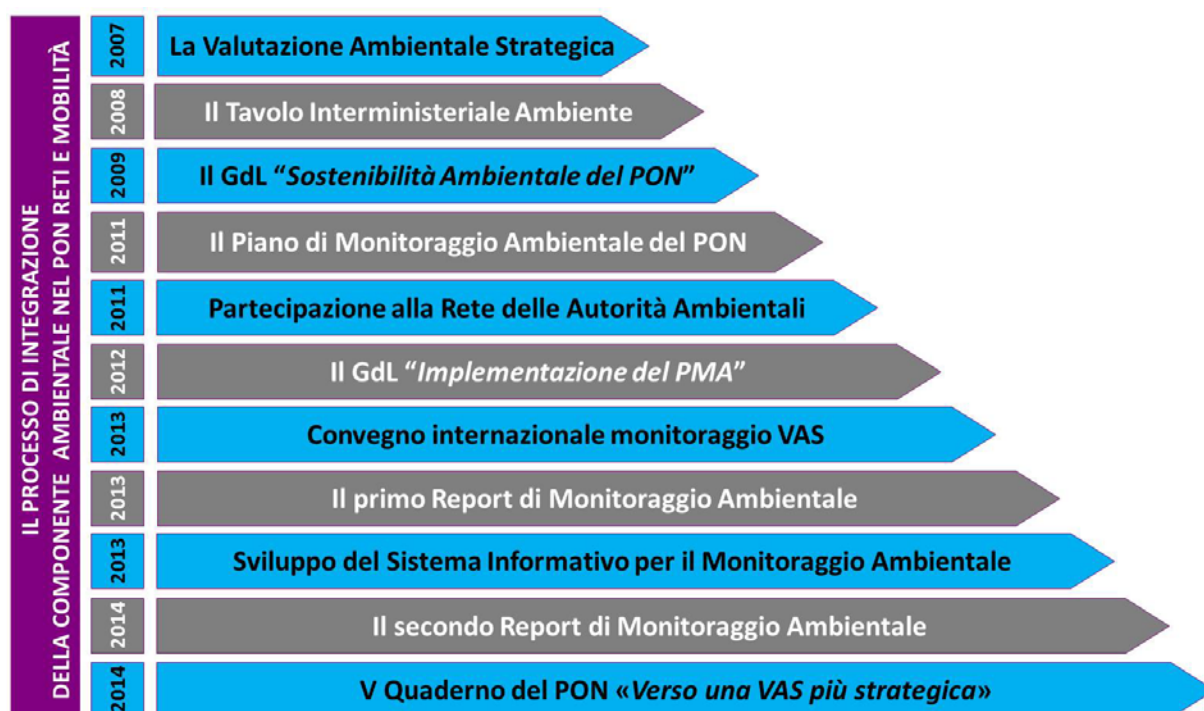 IL PROCESSO DI INTEGRAZIONE
DELLA COMPONENTE AMBIENTALE NEL PON RETI E MOBILITÀ
2007
La Valutazione Ambientale Strategica
2008
Il Tavolo Interministeriale Ambiente
2009
Il GdL “Sostenibilità Ambientale del PON”
2011
Il Piano di Monitoraggio Ambientale del PON
2011
Partecipazione alla Rete delle Autorità Ambientali
2012
Il GdL “Implementazione del PMA”
2013
Convegno internazionale monitoraggio VAS
2013
Il primo Report di Monitoraggio Ambientale
2013
Sviluppo del Sistema Informativo per il Monitoraggio Ambientale
2014
Il secondo Report di Monitoraggio Ambientale
2014
V Quaderno del PON «Verso una VAS più strategica»